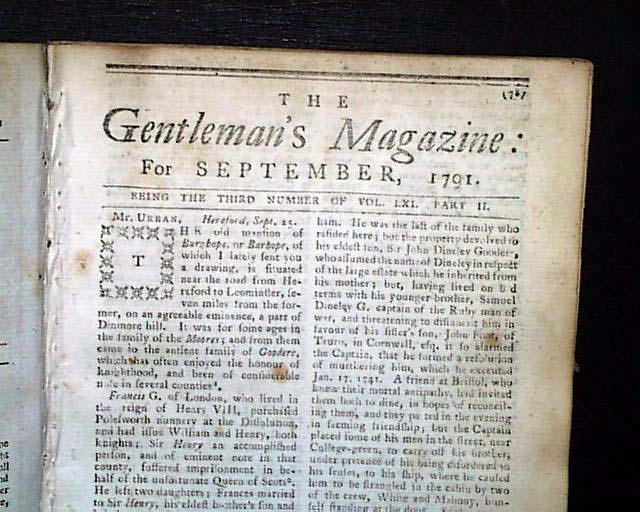 [787
THE
Gentleman's Magazine:
For SEPTEMBER, 1791.
BEING THE THIRD NUMBER OF VOL. LXI. PART II.
Mr. URBAN, Hereford, Sept. 22.
THE old mansion of
Burghope, or Barhope, of
which I lately sent you
a drawing, is situated
near the road from He-
reford to Leominster, se-
ven miles from the for-
mer, on an agreeable eminence, a part of
Dinmore hill. It was for some ages in
the family of the Moores; and from them
came to the antient family of Goodere,
which has often enjoyed the honour of
knighthood, and been of considerable
note in several counties.
Francis G. of London, who lived in
the reign of Henry VIII, purchased
Polesworth nunnery at the Dissolution,
and had issue William and Henry, both
knights; Sir Henry an accomplished
person, and of eminent note in that
county, suffered imprisonment in be-
half of the unfortunate Queen of Scots.
He left two daughters; Frances married
to Sir Henry, his eldest brother's son and
ham. He was the last of the family who
resided here; but the property devolved to
his eldest son, Sir John Dineley Goodere,
who assumed the name of Dineley in respect
of the large estate which he inherited from
his mother; but, having lived on bad
terms with his younger brother, Samuel
Dineley G. captain of the Ruby man of
war, and threatening to disinherit him in
favour of his sister's son, John Foot, of
Truro, in Cornwall, esq. it so alarmed
the Captain, that he formed a resolution
of murthering him, which he executed
Jan. 17, 1741. A friend at Bristol, who
knew their mortal antipathy, had invited
them both to dine, in hopes of reconcil-
ing them, and they parted in the evening
in seeming friendship; but the Captain
placed some of his men in the street, near
College-green, to carry off his brother,
under pretence of his being disordered in
his senses, to his ship, where he caused
him to be strangled in the cabin by two
of the crew, White and Mahony, him-
self standing at the door